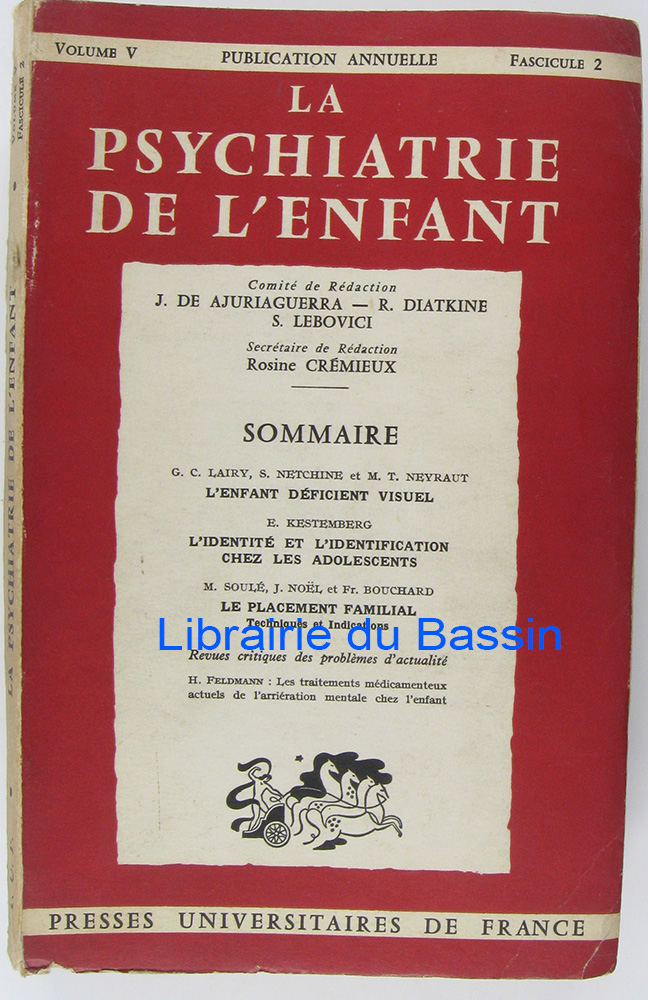 VOLUME V PUBLICATION ANNUELLE FASCICULE 2
LA
PSYCHIATRIE
DE L'ENFANT
Comité de Rédaction
J. DE AJURIAGUERRA — R. DIATKINE
S. LEBOVICI
Secrétaire de Rédaction
Rosine CRÉMIEUX
SOMMAIRE
G. C. LAIRY, S. NETCHINE et M. T. NEYRAUT
L'ENFANT DÉFICIENT VISUEL
E. KESTEMBERG
L'IDENTITÉ ET L'IDENTIFICATION
CHEZ LES ADOLESCENTS
M. SOULÉ, J. NOËL et Fr. BOUCHARD
LE PLACEMENT FAMILIAL
Techniques et Indications
Librairie du Bassin
Revues critiques des problèmes d'actualité
H. FELDMANN : Les traitements médicamenteux
actuels de l'arriération mentale chez l'enfant
PRESSES UNIVERSITAIRES DE FRANCE
VOLUME V
FASCICULE 2
LA PSYCHIATRIE DE L'ENFANT